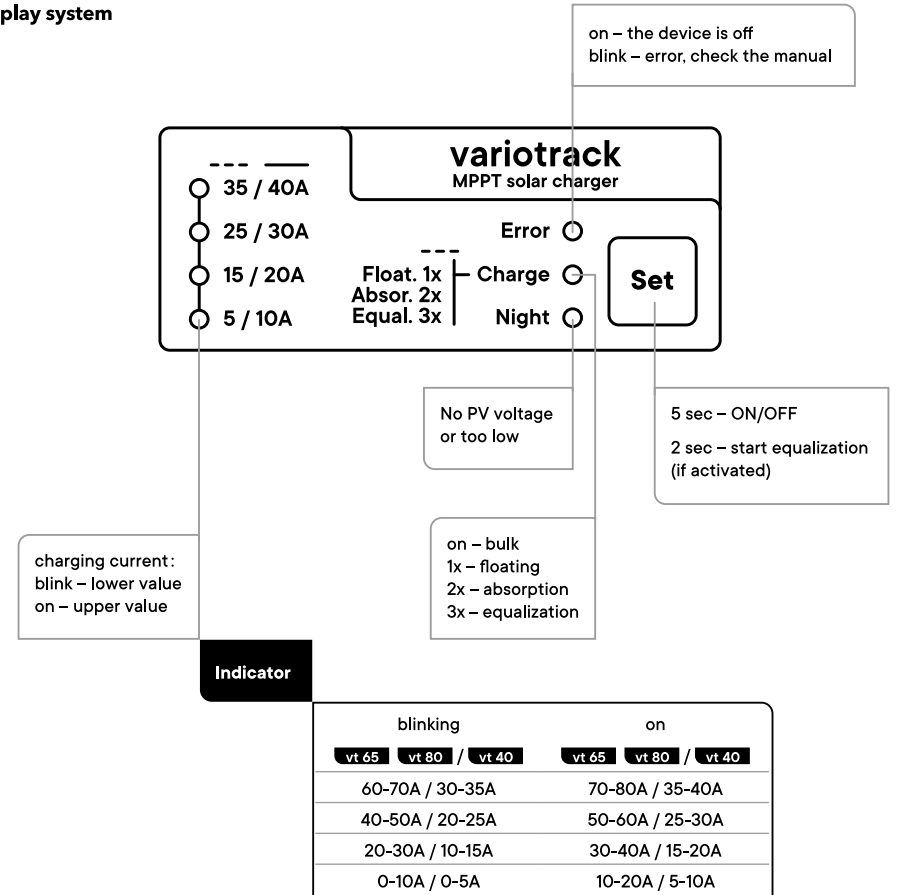 play system
on – the device is off
blink – error, check the manual
variotrack
MPPT solar charger
35 / 40A
25 / 30A
15 / 20A
5 / 10A
Error
Float. 1x
Absor. 2x
Equal. 3x
Charge
Night
Set
No PV voltage
or too low
5 sec – ON/OFF
2 sec – start equalization
(if activated)
charging current:
blink – lower value
on – upper value
on – bulk
1x – floating
2x – absorption
3x – equalization
Indicator
blinking on
vt 65 vt 80 / vt 40 vt 65 vt 80 / vt 40
60-70A / 30-35A 70-80A / 35-40A
40-50A / 20-25A 50-60A / 25-30A
20-30A / 10-15A 30-40A / 15-20A
0-10A / 0-5A 10-20A / 5-10A